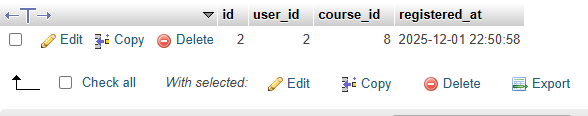 id user_id course_id registered_at
Edit Copy Delete 2 2 8 2025-12-01 22:50:58
Check all With selected: Edit Copy Delete Export